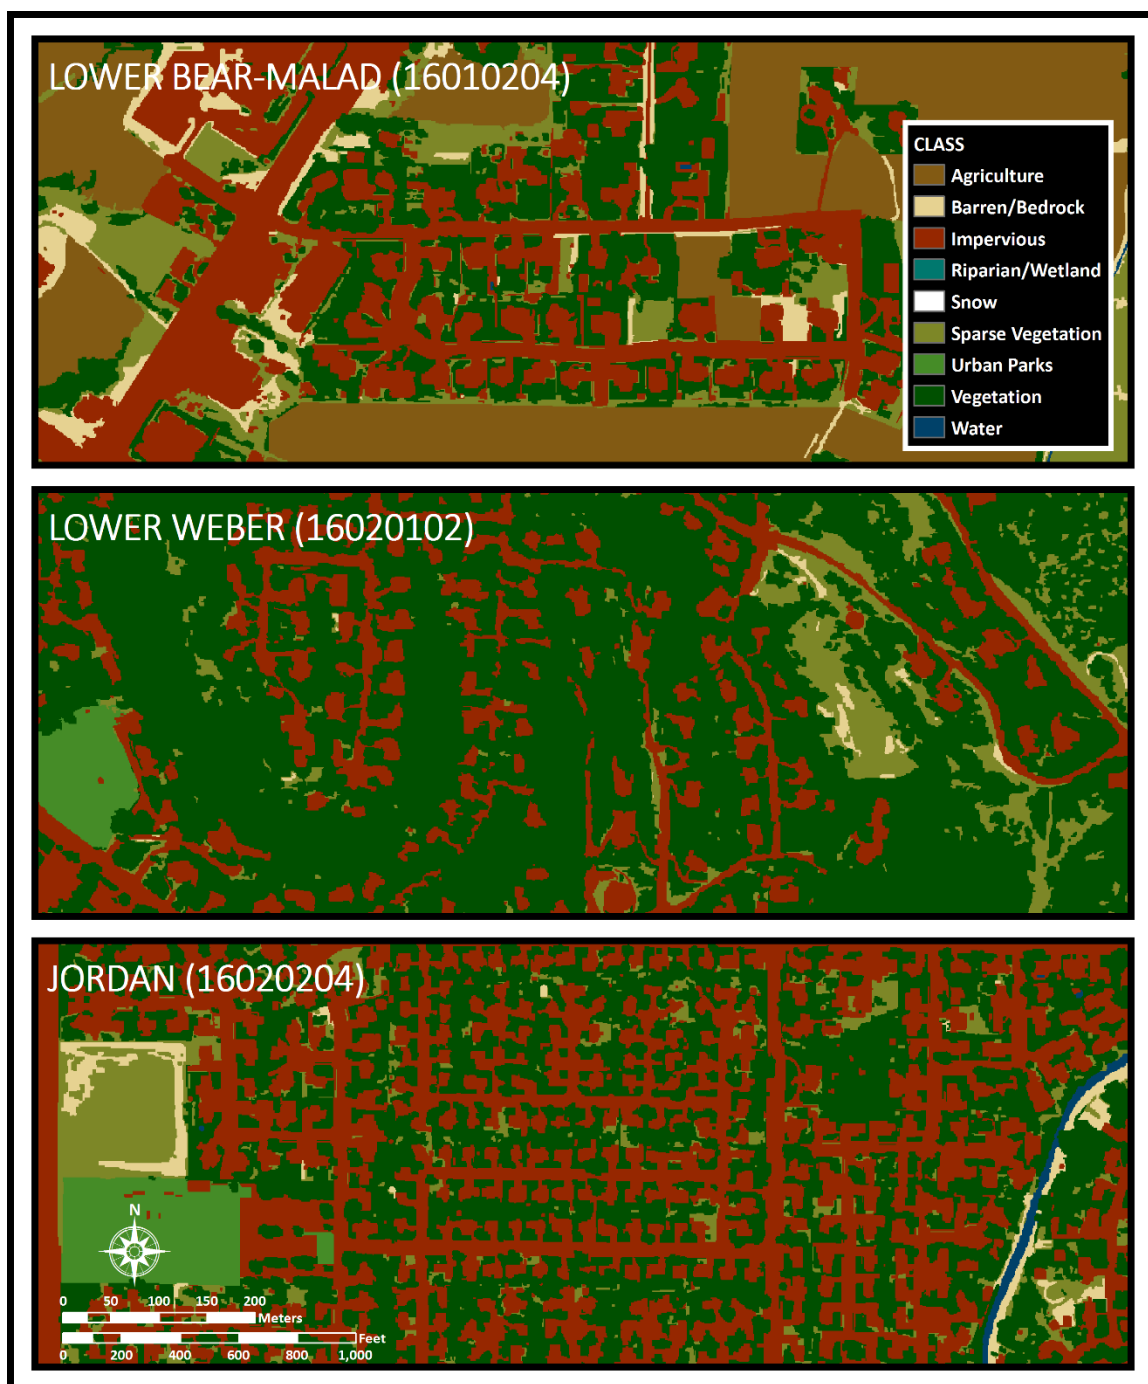 LOWER BEAR-MALAD (16010204)
CLASS
Agriculture
Barren/Bedrock
Impervious
Riparian/Wetland
Snow
Sparse Vegetation
Urban Parks
Vegetation
Water
LOWER WEBER (16020102)
JORDAN (16020204)
N
0 50 100 150 200
Meters
Feet
0 200 400 600 800 1,000